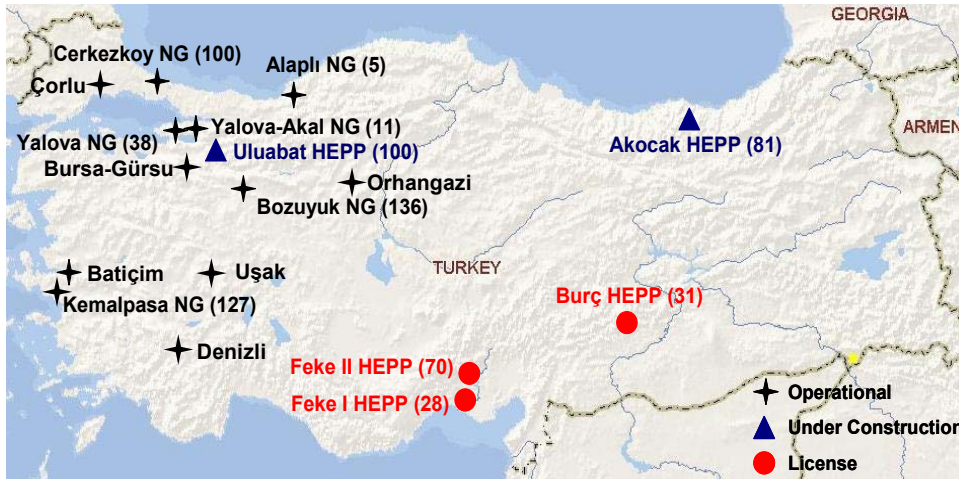 GEORGIA
Cerkezkoy NG (100)
Alaplı NG (5)
Çorlu
Yalova-Akal NG (11)
ARMEN
Yalova NG (38)
Uluabat HEPP (100)
Akocak HEPP (81)
Bursa-Gürsu
Orhangazi
Bozuyuk NG (136)
TURKEY
Batiçim
Uşak
Kemalpasa NG (127)
Burç HEPP (31)
Denizli
Feke II HEPP (70)
Feke I HEPP (28)
Operational
Under Construction
License